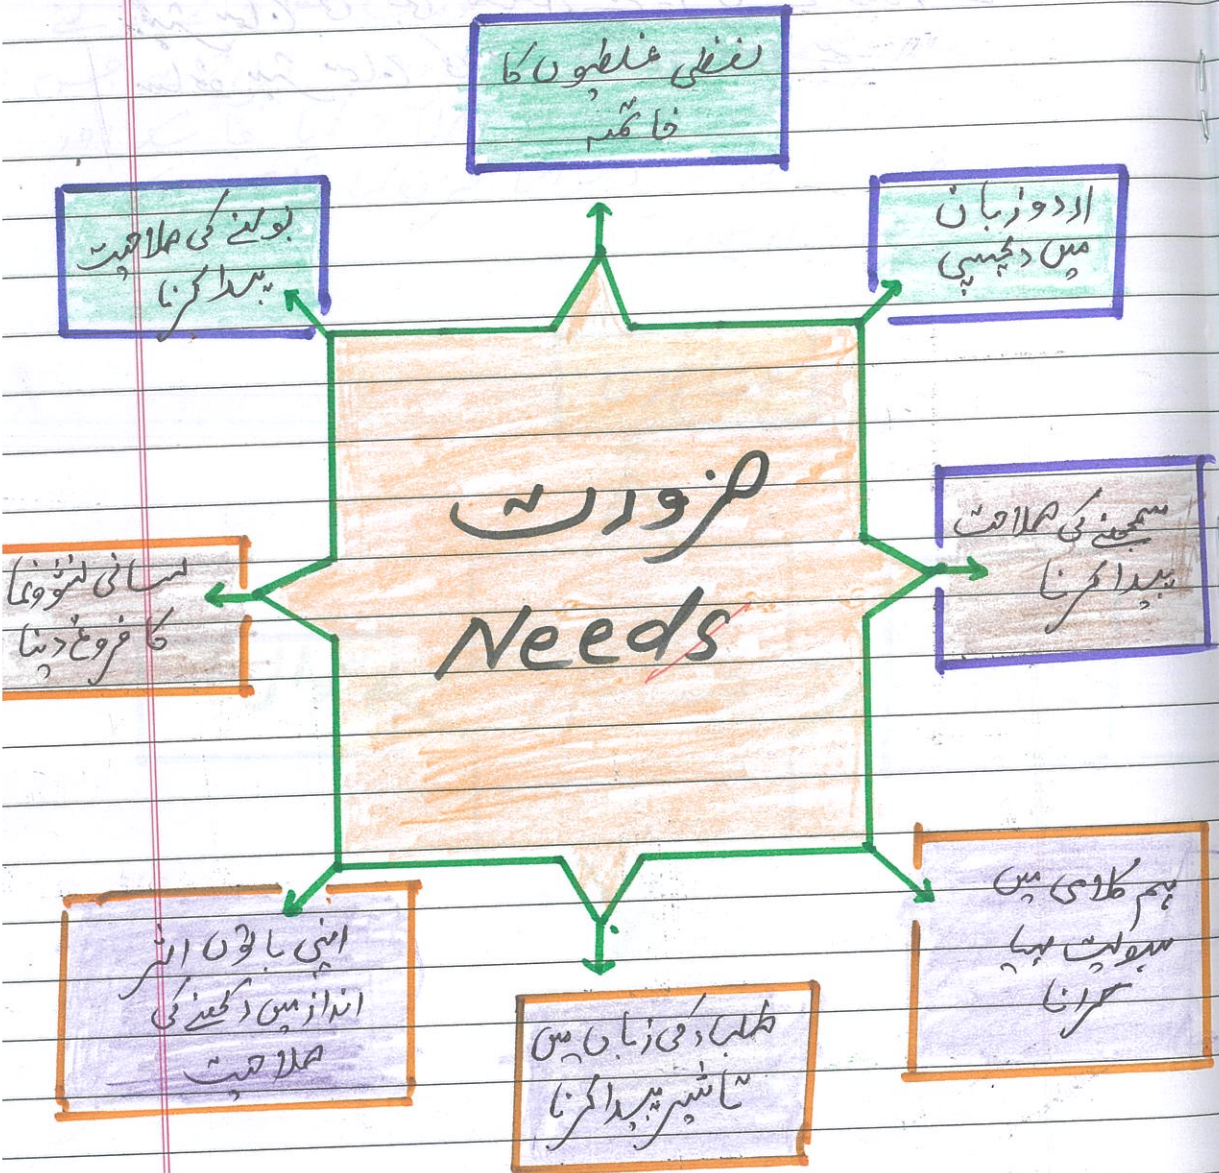 لفظی غلطیوں کا
خاتمہ
اردو زبان
میں دلچسپی
بولنے کی صلاحیت
پیدا کرنا
ضرورت
Needs
سمجھنے کی صلاحیت
پیدا کرنا
لسانی نشوونما
کا فروغ دینا
ہم کلامی میں
سہولت مہیا
کرانا
اپنی باتوں اثر
انداز میں رکھنے کی
صلاحیت
طلباء کی زبان میں
تاثیر پیدا کرنا